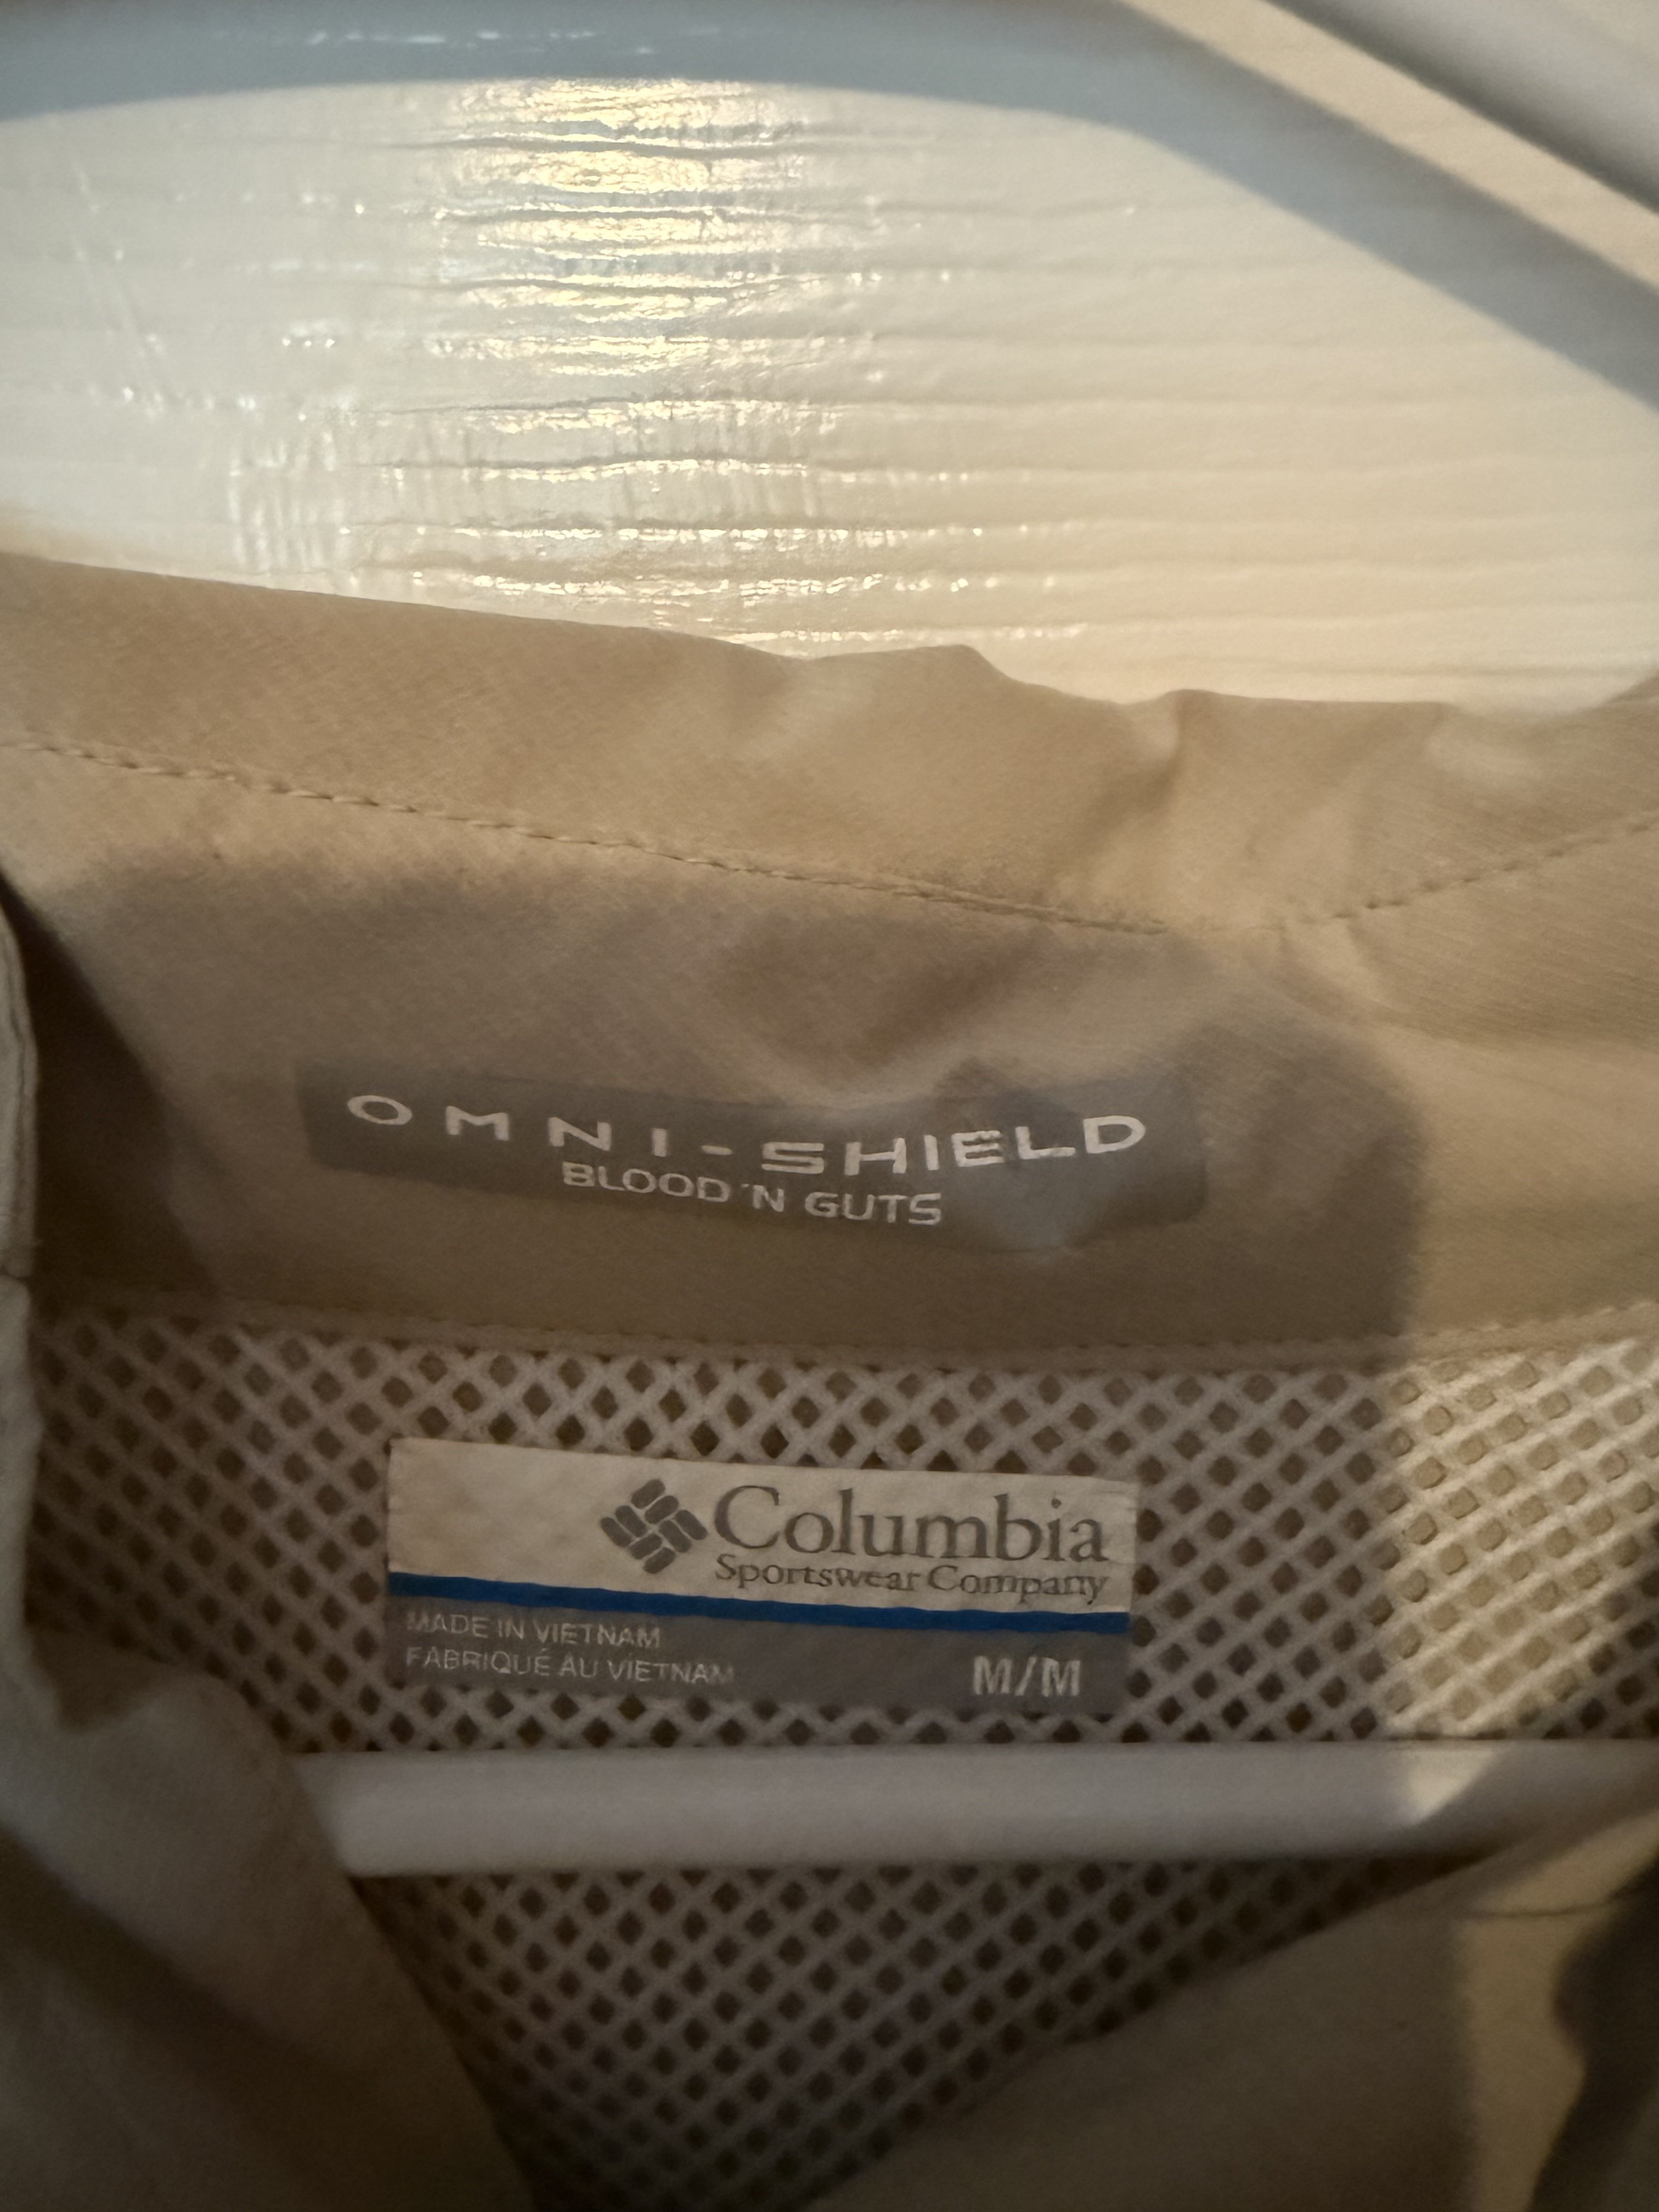 OMNI-SHIELD
BLOOD 'N GUTS
Columbia
Sportswear Company
MADE IN VIETNAM
FABRIQUÉ AU VIETNAM
M/M